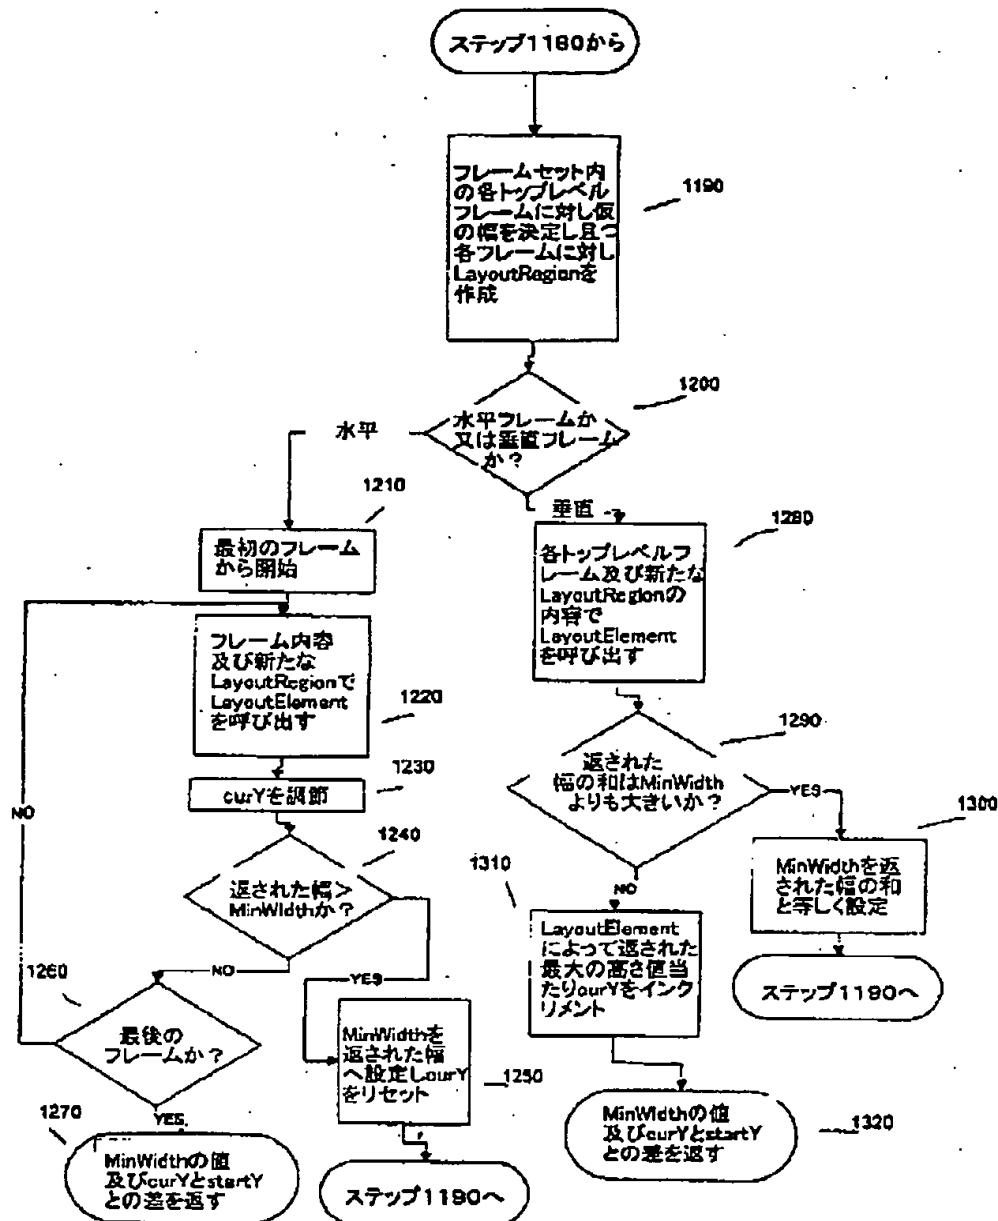 ステップ1180から
フレームセット内
の各トップレベル
フレームに対し仮
の幅を決定し且つ
各フレームに対し
LayoutRegionを
作成
1190
1200
水平フレームか
又は垂直フレーム
か？
水平
垂直
1210
最初のフレーム
から開始
1280
各トップレベルフ
レーム及び新たな
LayoutRegionの
内容で
LayoutElement
を呼び出す
フレーム内容
及び新たな
LayoutRegionで
LayoutElement
を呼び出す
1220
1230
curYを調節
NO
1240
返された幅＞
MinWidthか？
NO
YES
1290
返された
幅の和はMinWidth
よりも大きいか？
YES
1300
MinWidthを返
された幅の和
と等しく設定
ステップ1190へ
NO
1310
LayoutElement
によって返された
最大の高さ値当
たりcurYをインク
リメント
1260
最後の
フレームか？
YES
MinWidthを
返された幅
へ設定しcurY
をリセット
1250
1270
MinWidthの値
及びcurYとstartY
との差を返す
ステップ1190へ
MinWidthの値
及びcurYとstartY
との差を返す
1320